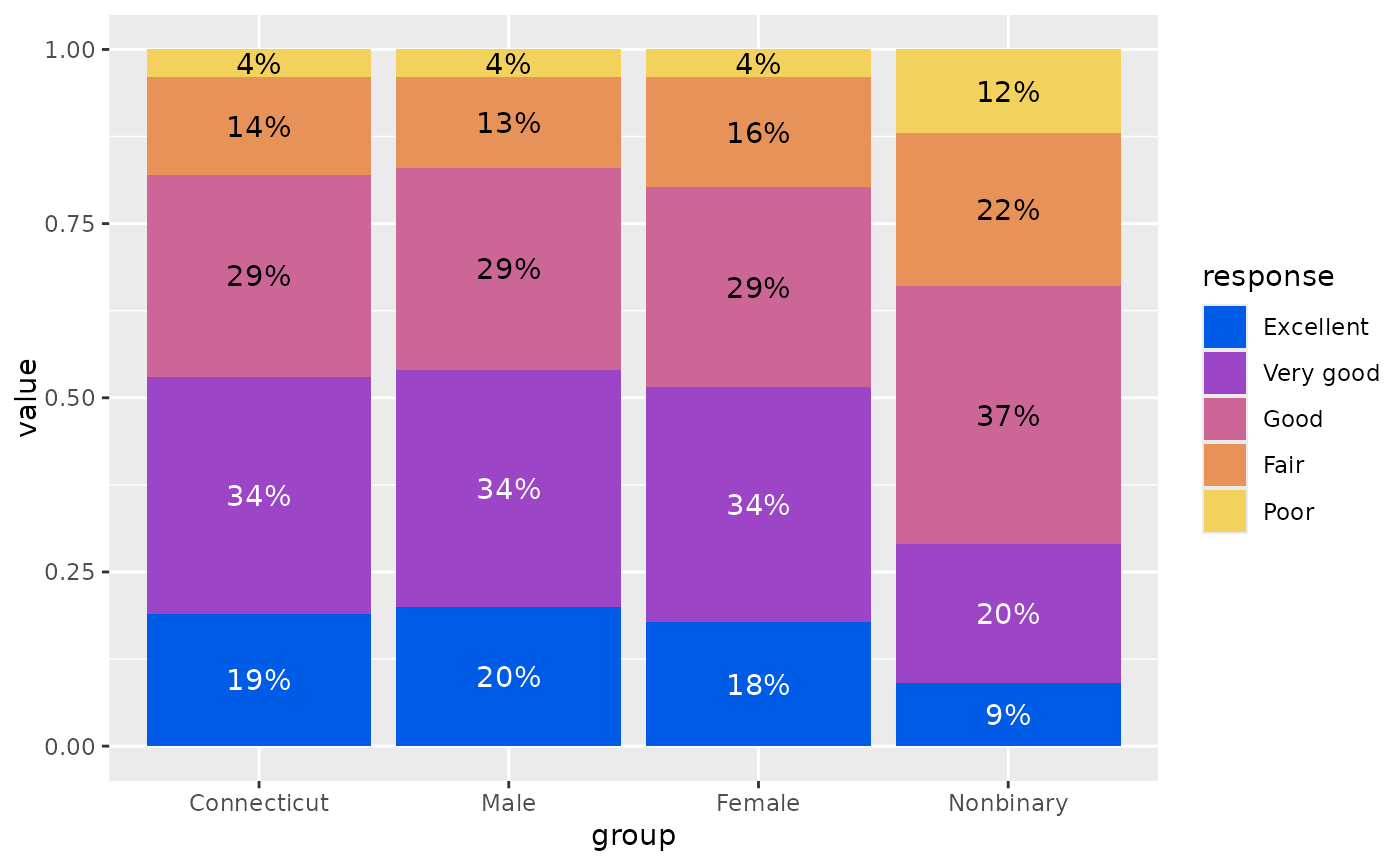 1.00
0.75
0.50
0.25
0.00
value
4%
14%
29%
34%
19%
4%
13%
29%
34%
20%
4%
16%
29%
34%
18%
12%
22%
37%
20%
9%
Connecticut
Male
Female
Nonbinary
group
response
Excellent
Very good
Good
Fair
Poor